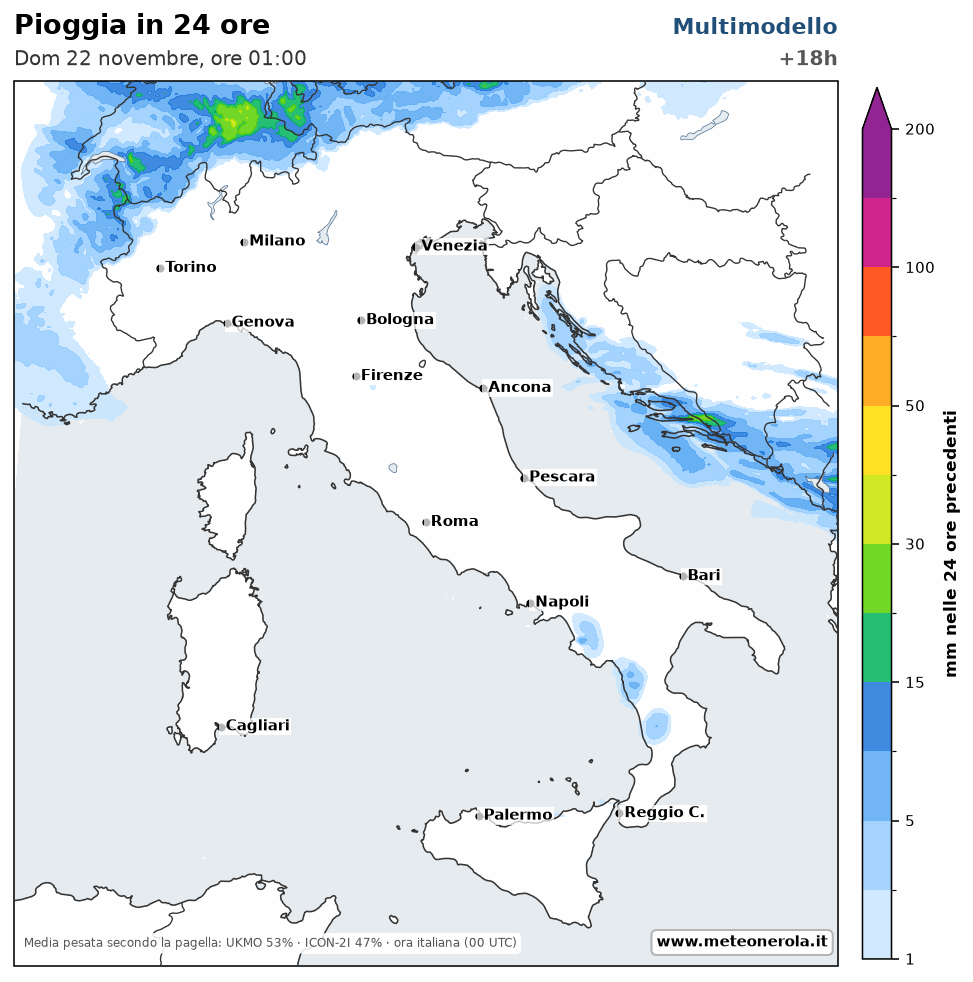 Pioggia in 24 ore
Multimodello
Dom 22 novembre, ore 01:00
+18h
Milano
Venezia
Torino
Genova
Bologna
Firenze
Ancona
Pescara
Roma
Bari
Napoli
Cagliari
Palermo
Reggio C.
200
100
50
30
15
5
1
mm nelle 24 ore precedenti
Media pesata secondo la pagella: UKMO 53% · ICON-2I 47% · ora italiana (00 UTC)
www.meteonerola.it